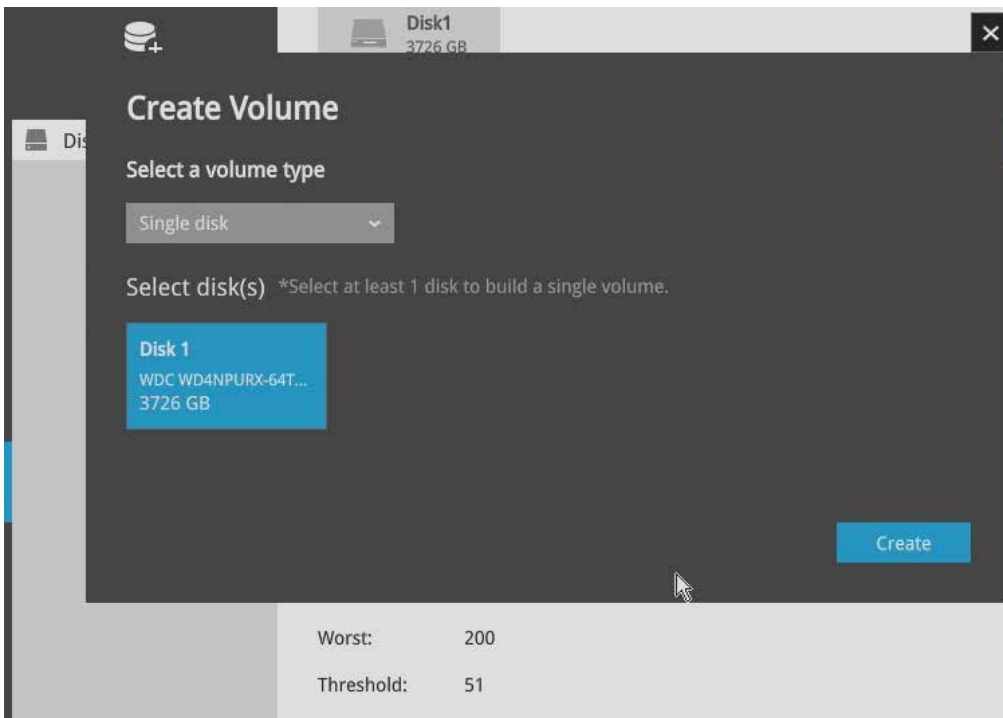 Disk1
3726 GB
Create Volume
Select a volume type
Single disk
Select disk(s) *Select at least 1 disk to build a single volume.
Disk 1
WDC WD4NPURX-64T...
3726 GB
Create
Worst: 200
Threshold: 51